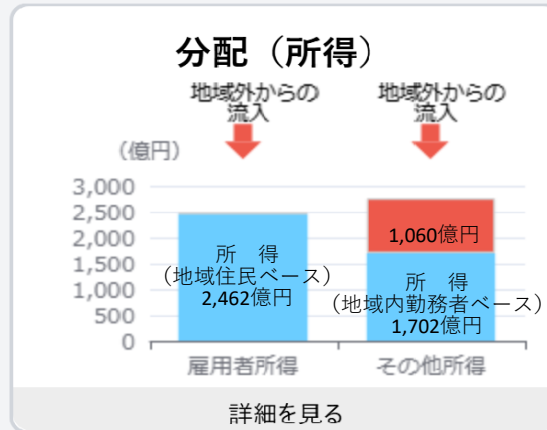 分配（所得）
地域外からの
流入
地域外からの
流入
（億円）
3,000
2,500
2,000
1,500
1,000
500
0
所　得
（地域住民ベース）
2,462億円
1,060億円
所　得
（地域内勤務者ベース）
1,702億円
雇用者所得
その他所得
詳細を見る